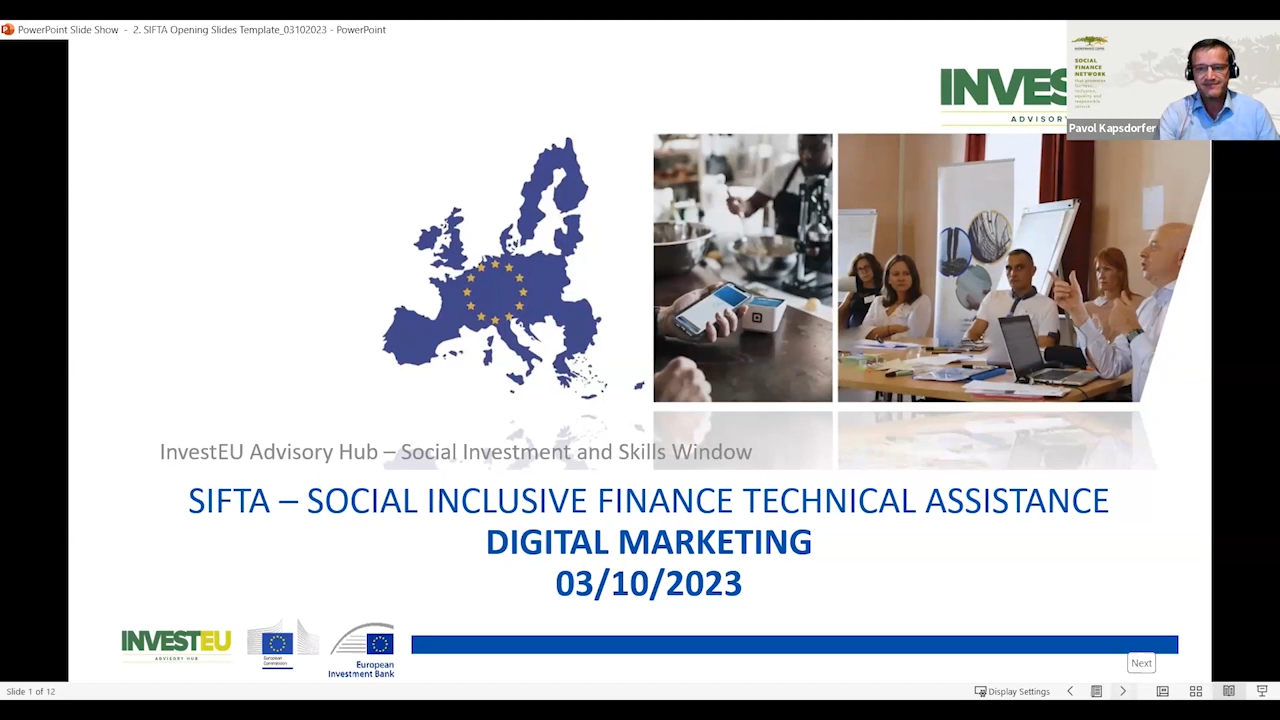 PowerPoint Slide Show - 2. SIFTA Opening Slides Template_03102023 - PowerPoint
SOCIAL
FINANCE
NETWORK
Pavol Kapsdorfer
INVES
ADVISORY
InvestEU Advisory Hub – Social Investment and Skills Window
SIFTA – SOCIAL INCLUSIVE FINANCE TECHNICAL ASSISTANCE
DIGITAL MARKETING
03/10/2023
INVESTEU
ADVISORY HUB
European
Commission
European
Investment Bank
Next
Slide 1 of 12
Display Settings